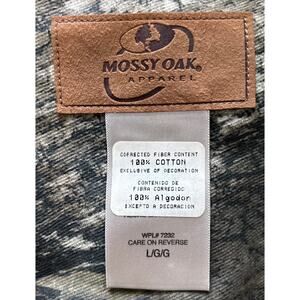 MOSSY OAK®
APPAREL
CORRECTED FIBER CONTENT
100% COTTON
EXCLUSIVE OF DECORATION
CONTENIDO DE
FIBRA CORREGIDO
100% Algodon
EXCEPTO A DECORACION
WPL# 7232
CARE ON REVERSE
L/G/G